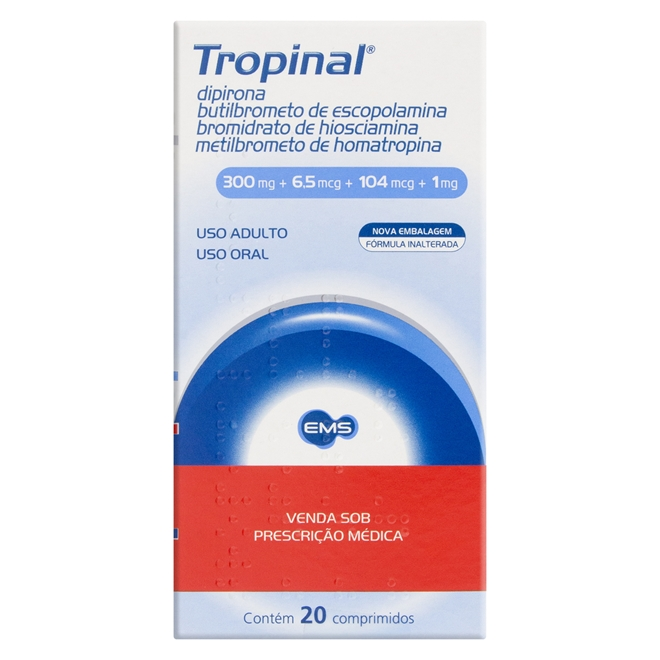 Tropinal®
dipirona
butilbrometo de escopolamina
bromidrato de hiosciamina
metilbrometo de homatropina
300 mg + 6,5 mcg + 104 mcg + 1 mg
USO ADULTO
USO ORAL
NOVA EMBALAGEM
FÓRMULA INALTERADA
EMS
VENDA SOB
PRESCRIÇÃO MÉDICA
Contém 20 comprimidos